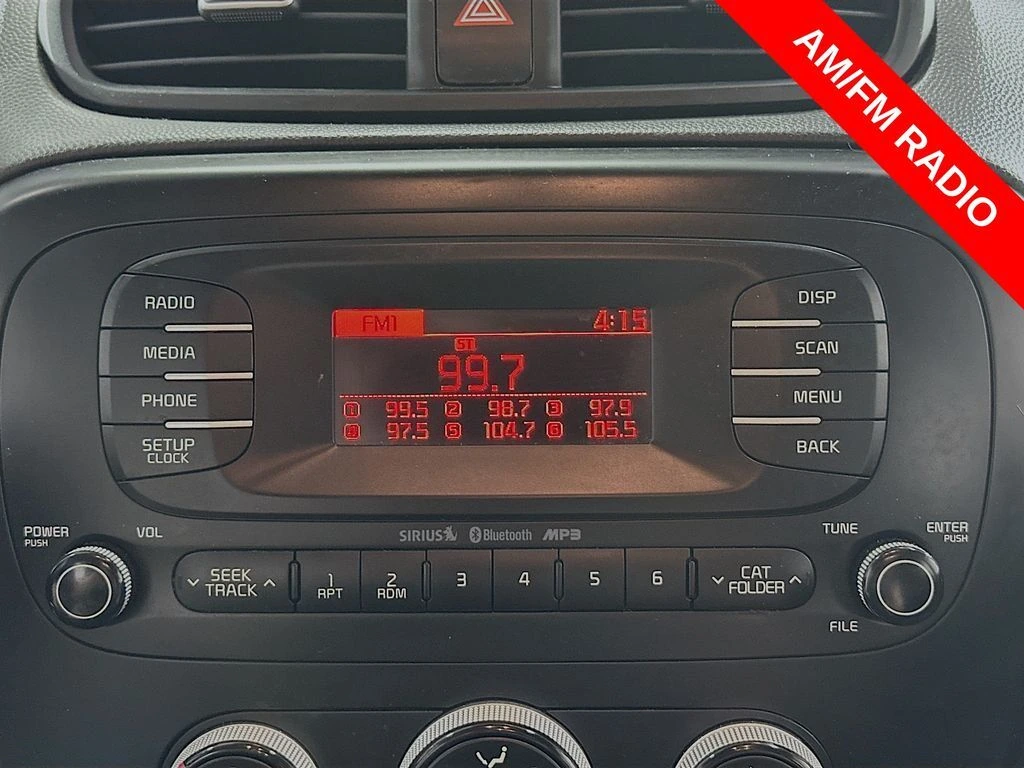 AM/FM RADIO
RADIO
MEDIA
PHONE
SETUP
CLOCK
FM1 4:15
ST
99.7
1 99.5 2 98.7 3 97.9
4 97.5 5 104.7 6 105.5
DISP
SCAN
MENU
BACK
POWER
PUSH
VOL
SIRIUS Bluetooth MP3
TUNE
ENTER
PUSH
SEEK
TRACK
1
RPT
2
RDM
3
4
5
6
CAT
FOLDER
FILE